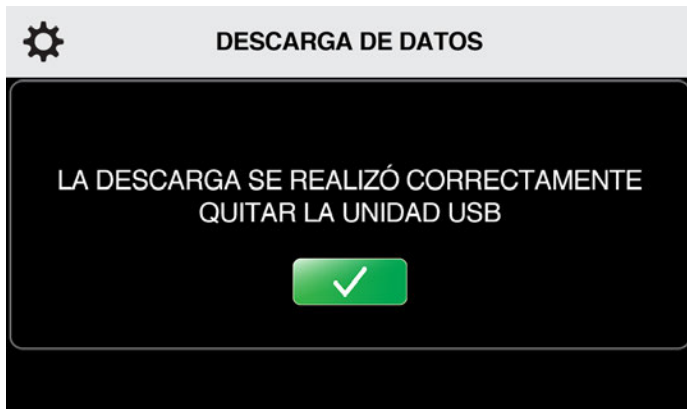 DESCARGA DE DATOS
LA DESCARGA SE REALIZÓ CORRECTAMENTE
QUITAR LA UNIDAD USB